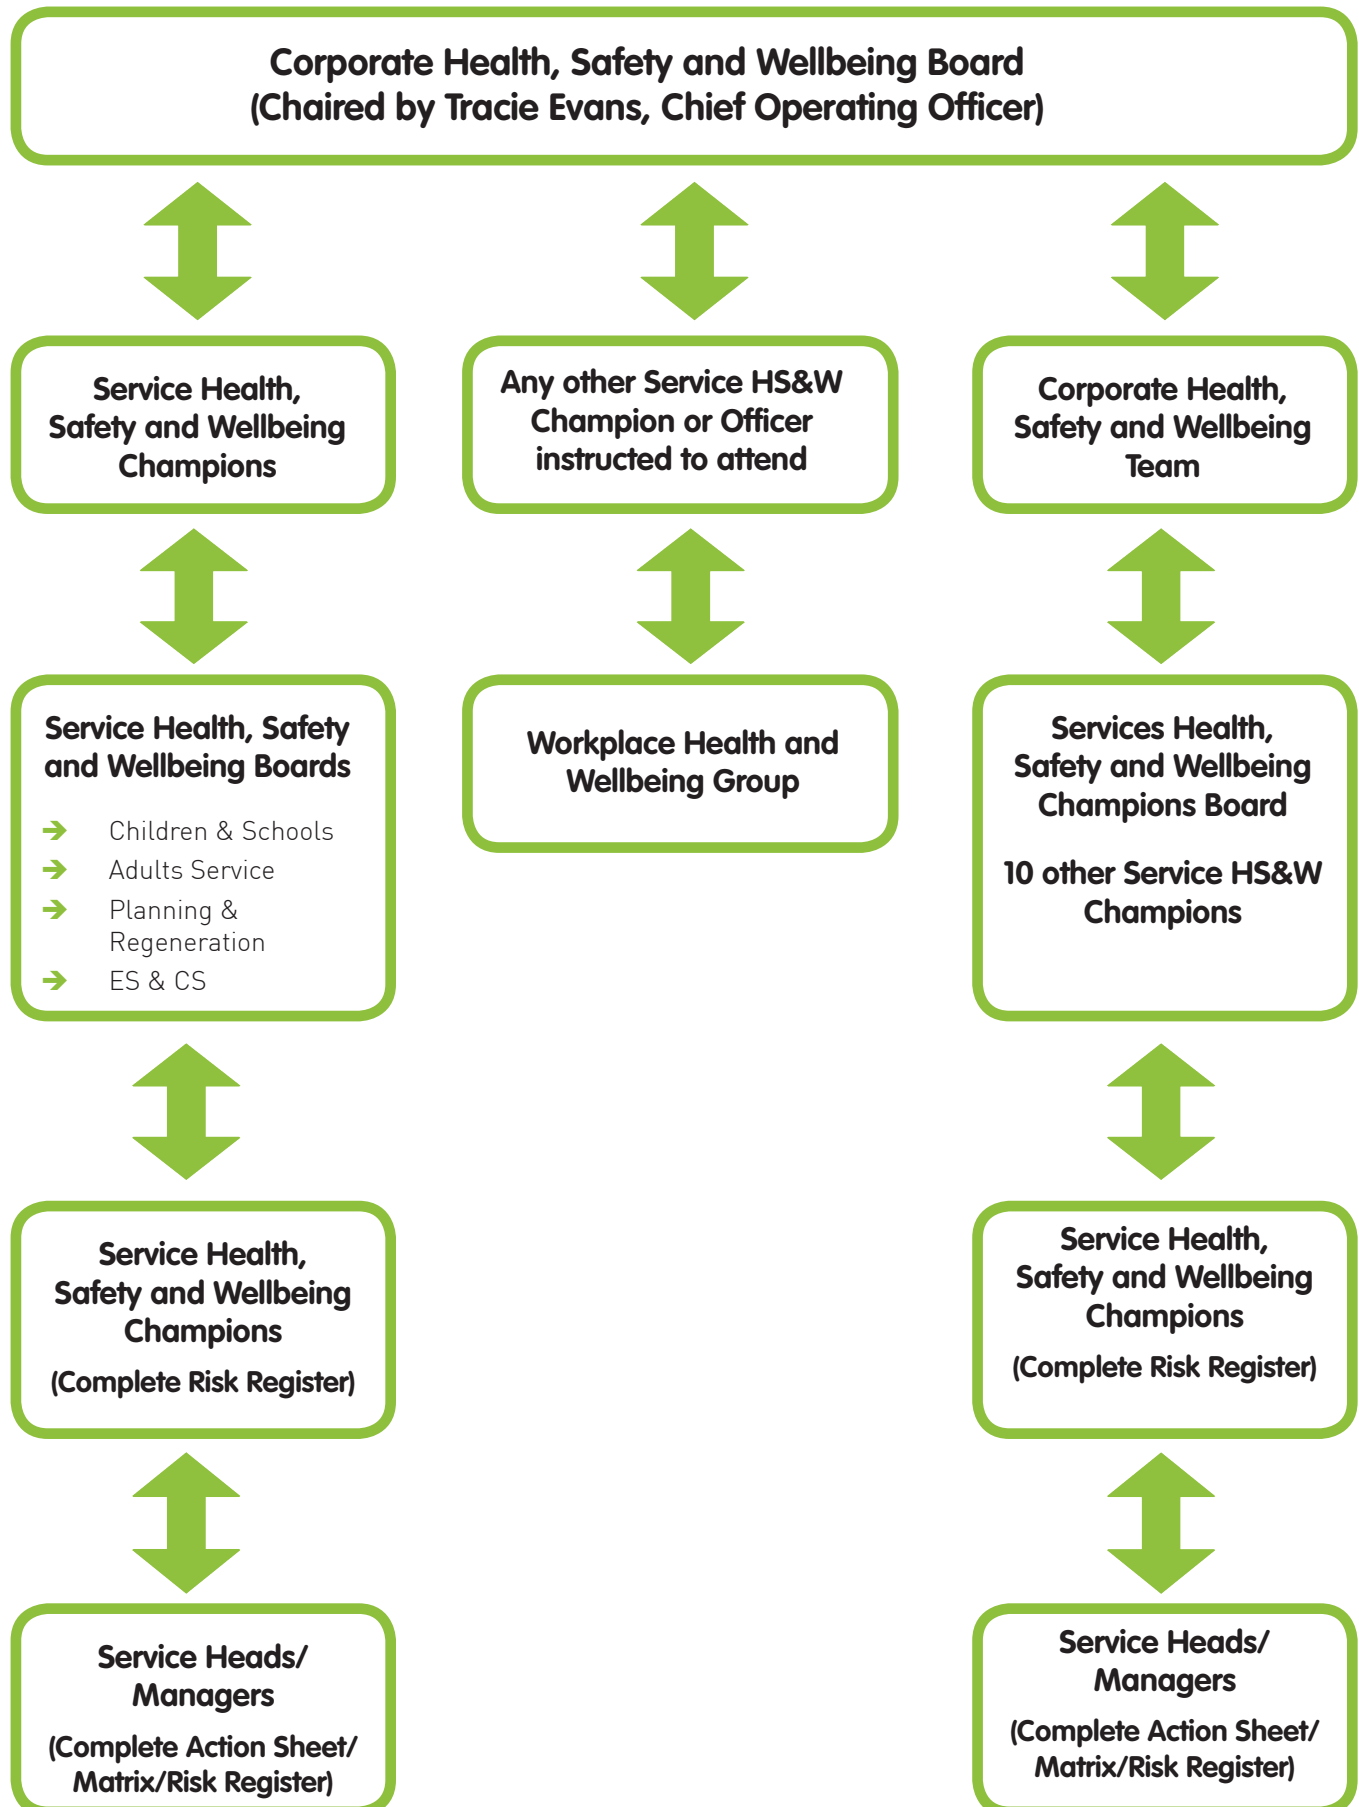 Corporate Health, Safety and Wellbeing Board
(Chaired by Tracie Evans, Chief Operating Officer)
Service Health,
Safety and Wellbeing
Champions
Any other Service HS&W
Champion or Officer
instructed to attend
Corporate Health,
Safety and Wellbeing
Team
Service Health, Safety
and Wellbeing Boards
Children & Schools
Adults Service
Planning &
Regeneration
ES & CS
Workplace Health and
Wellbeing Group
Services Health,
Safety and Wellbeing
Champions Board
10 other Service HS&W
Champions
Service Health,
Safety and Wellbeing
Champions
(Complete Risk Register)
Service Health,
Safety and Wellbeing
Champions
(Complete Risk Register)
Service Heads/
Managers
(Complete Action Sheet/
Matrix/Risk Register)
Service Heads/
Managers
(Complete Action Sheet/
Matrix/Risk Register)